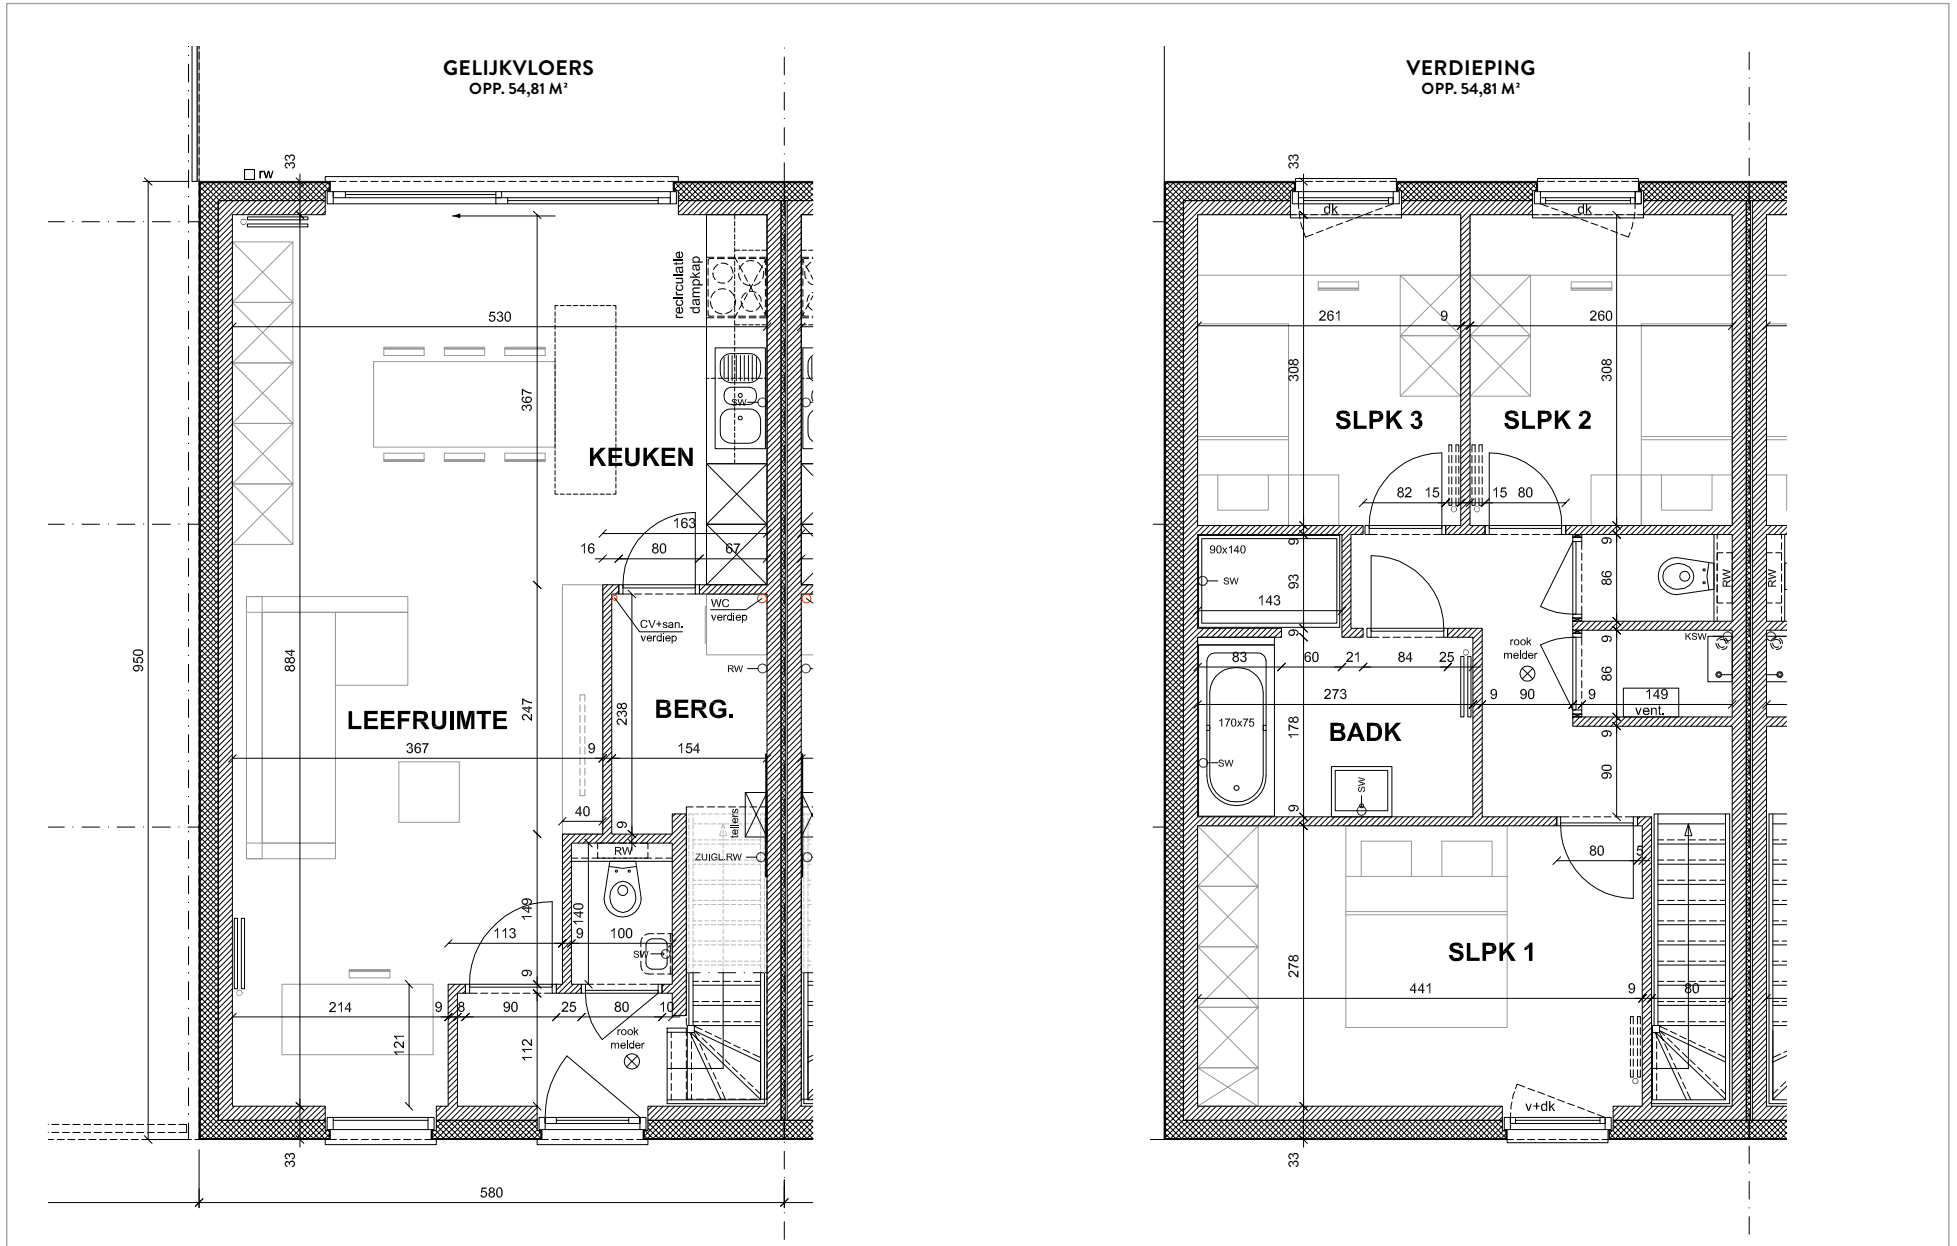 GELIJKVLOERS
OPP. 54,81 M²
33
rw
recirculatie
dampkap
530
367
SW
KEUKEN
163
16
80
67
WC
verdiep
CV+san.
verdiep
RW
950
884
247
238
LEEFRUIMTE
BERG.
367
9
154
40
9
tellers
RW
ZUIGL.RW
149
140
113
9
100
SW
9
214
9
8
90
25
80
10
121
112
rook
melder
33
580
VERDIEPING
OPP. 54,81 M²
33
dk
dk
261
9
260
308
308
SLPK 3
SLPK 2
82
15
15
80
90x140
9
9
SW
93
86
RW
RW
143
9
9
KSW
rook
melder
83
60
21
84
25
86
273
9
90
9
149
vent.
170x75
178
BADK
9
SW
SW
90
9
80
5
SLPK 1
278
441
9
80
v+dk
33